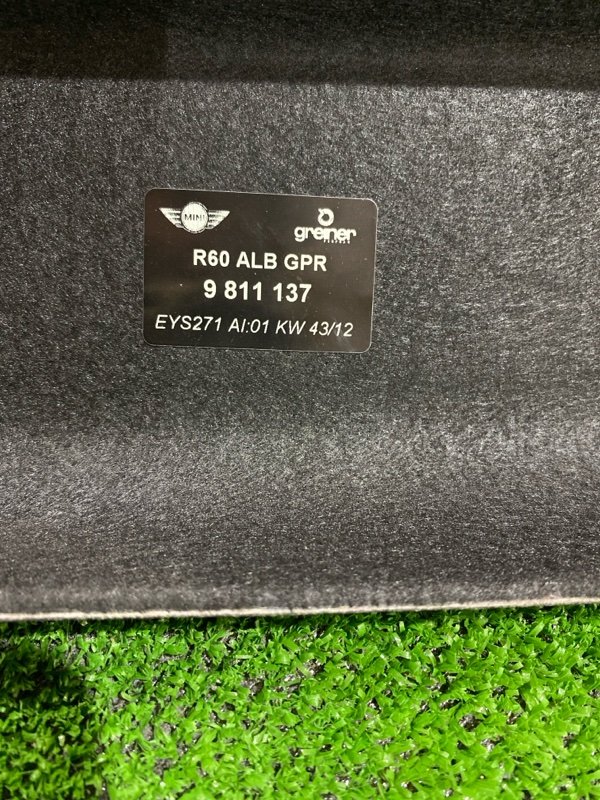 MINI
greiner
R60 ALB GPR
9 811 137
EYS271 AI:01 KW 43/12